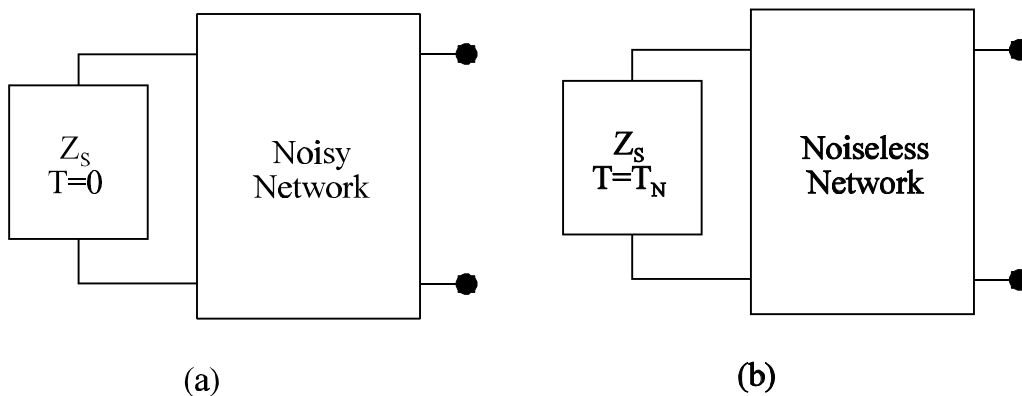 Z_S
T=0
Noisy
Network
(a)
Z_S
T=T_N
Noiseless
Network
(b)